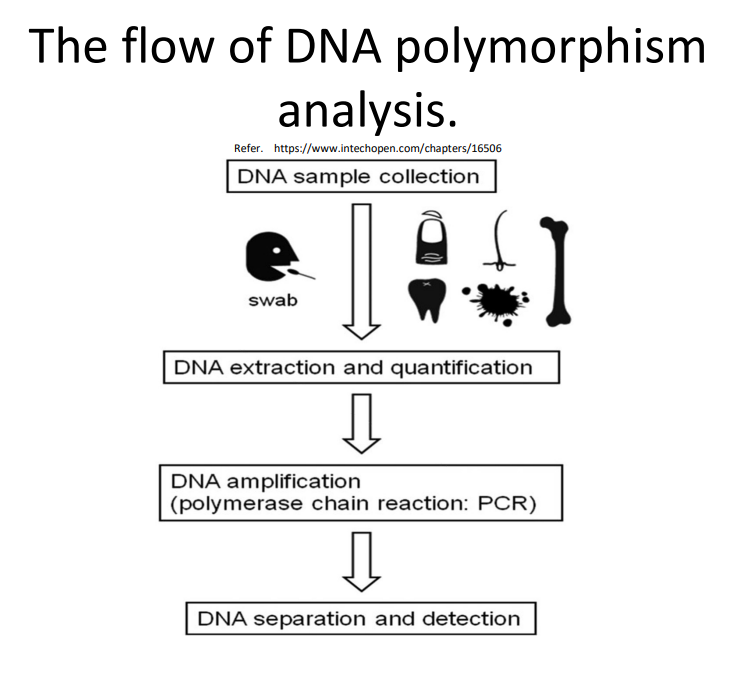 The flow of DNA polymorphism
analysis.
Refer. https://www.intechopen.com/chapters/16506
DNA sample collection
swab
DNA extraction and quantification
DNA amplification
(polymerase chain reaction: PCR)
DNA separation and detection